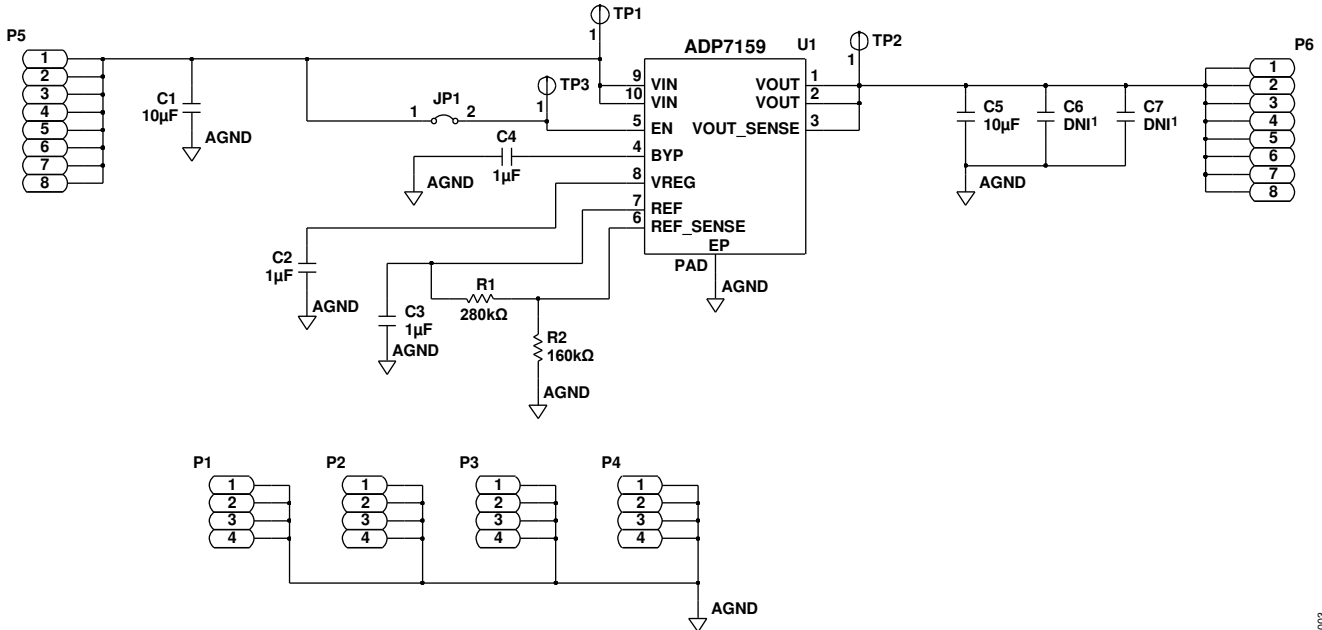 TP1
1
P5
1
2
3
4
5
6
7
8
C1
10µF
AGND
JP1
1 2
TP3
1
C4
1µF
AGND
ADP7159 U1
9 VIN
10 VIN
5 EN
4 BYP
8 VREG
7 REF
6 REF_SENSE
VOUT 1
VOUT 2
VOUT_SENSE 3
EP
PAD
AGND
TP2
1
C5
10µF
C6
DNI¹
C7
DNI¹
AGND
P6
1
2
3
4
5
6
7
8
C2
1µF
AGND
C3
1µF
AGND
R1
280kΩ
R2
160kΩ
AGND
P1
1
2
3
4
P2
1
2
3
4
P3
1
2
3
4
P4
1
2
3
4
AGND
003